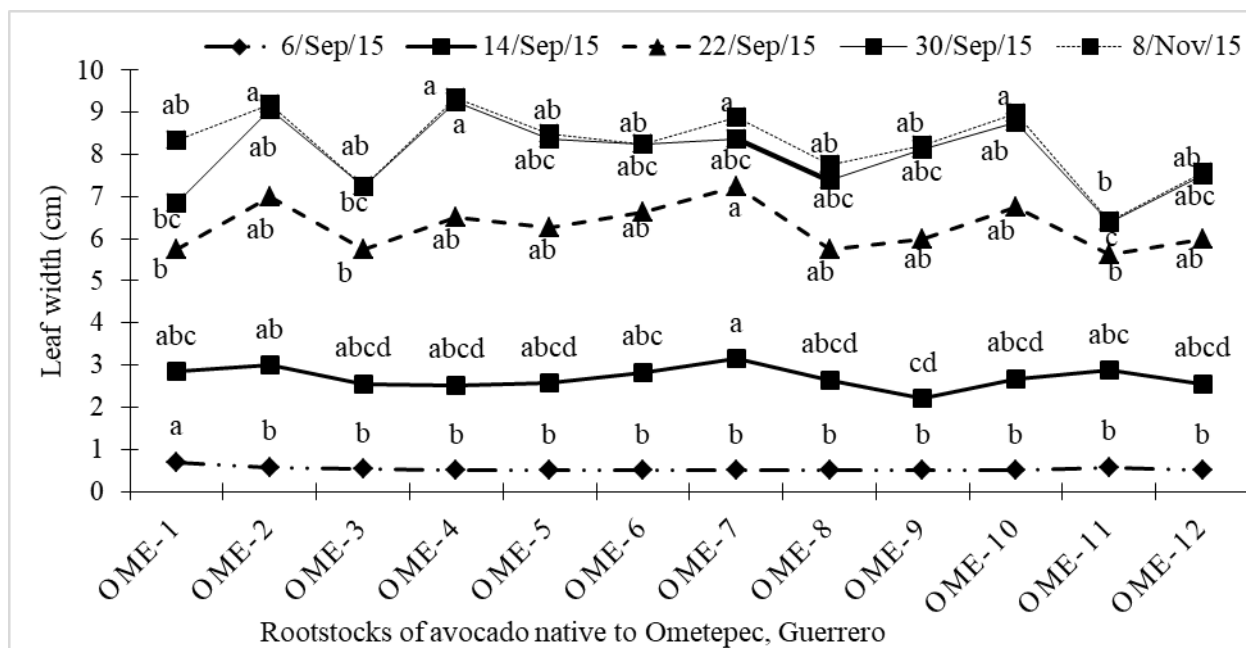 6/Sep/15 14/Sep/15 22/Sep/15 30/Sep/15 8/Nov/15
10
9
8
7
6
5
4
3
2
1
0
Leaf width (cm)
ab a ab a ab ab a ab ab a b ab
ab a abc abc abc abc abc ab abc
bc bc c
b ab b ab ab ab a ab ab ab b ab
abc ab abcd abcd abcd abc a abcd cd abcd abc abcd
a b b b b b b b b b b b
OME-1 OME-2 OME-3 OME-4 OME-5 OME-6 OME-7 OME-8 OME-9 OME-10 OME-11 OME-12
Rootstocks of avocado native to Ometepec, Guerrero